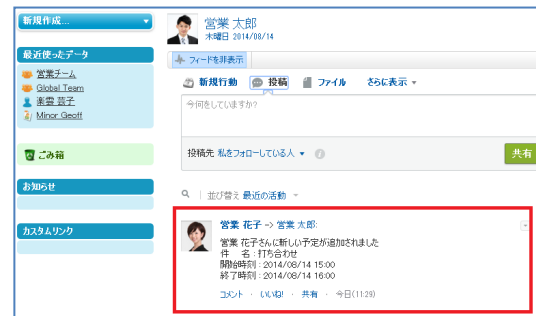 新規作成...
最近使ったデータ
営業チーム
Global Team
楽雲 芸子
Minor Geoff
ごみ箱
お知らせ
カスタムリンク
営業 太郎
木曜日 2014/08/14
フィードを非表示
新規行動 投稿 ファイル さらに表示
何をしていますか?
投稿先 私をフォローしている人
共有
並び替え 最近の活動
営業 花子 -> 営業 太郎:
営業 花子さんに新しい予定が追加されました
件 名 : 打ち合わせ
開始時刻 : 2014/08/14 15:00
終了時刻 : 2014/08/14 16:00
コメント · いいね! · 共有 · 今日(11:29)